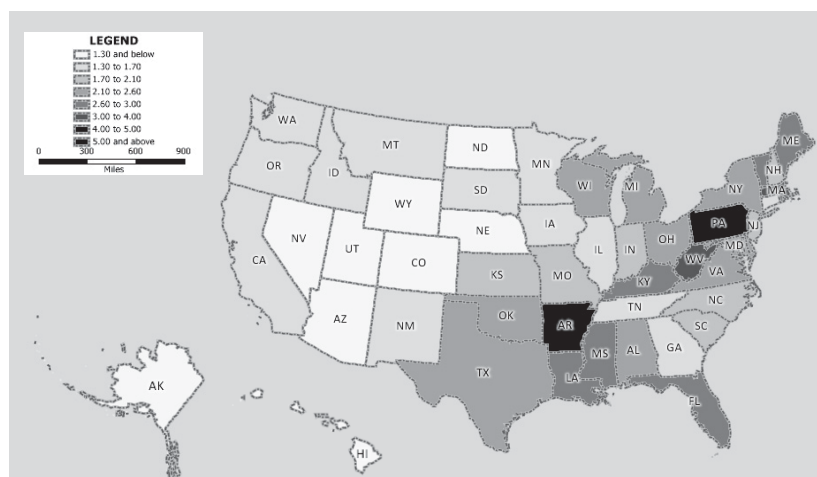 LEGEND
1.30 and below
1.30 to 1.70
1.70 to 2.10
2.10 to 2.60
2.60 to 3.00
3.00 to 4.00
4.00 to 5.00
5.00 and above
0 300 600 900
Miles
WA
MT
ND
MN
ME
OR
ID
SD
WI
MI
NH
NY
MA
WY
NE
IA
PA
NJ
NV
UT
CO
IL
IN
OH
MD
CA
KS
MO
WV
VA
KY
AZ
NM
OK
AR
TN
NC
SC
TX
LA
MS
AL
GA
FL
AK
HI